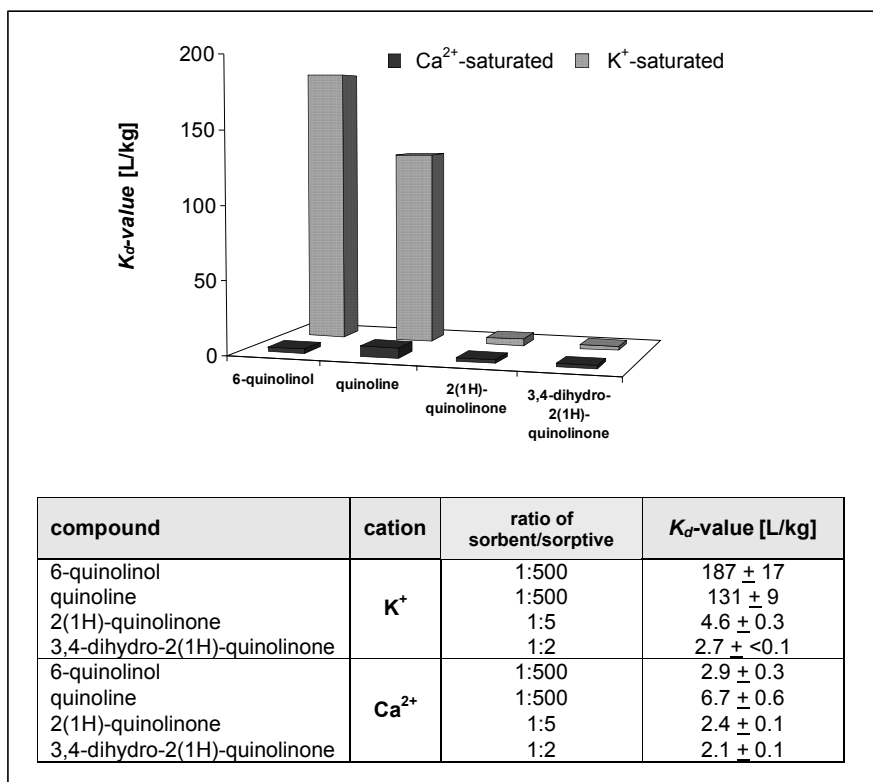 200
150
100
50
0
Kd-value [L/kg]
Ca²⁺-saturated K⁺-saturated
6-quinolinol
quinoline
2(1H)-
quinolinone
3,4-dihydro-
2(1H)-
quinolinone
compound cation ratio of sorbent/sorptive Kd-value [L/kg]
6-quinolinol K⁺ 1:500 187 ± 17
quinoline 1:500 131 ± 9
2(1H)-quinolinone 1:5 4.6 ± 0.3
3,4-dihydro-2(1H)-quinolinone 1:2 2.7 ± <0.1
6-quinolinol Ca²⁺ 1:500 2.9 ± 0.3
quinoline 1:500 6.7 ± 0.6
2(1H)-quinolinone 1:5 2.4 ± 0.1
3,4-dihydro-2(1H)-quinolinone 1:2 2.1 ± 0.1